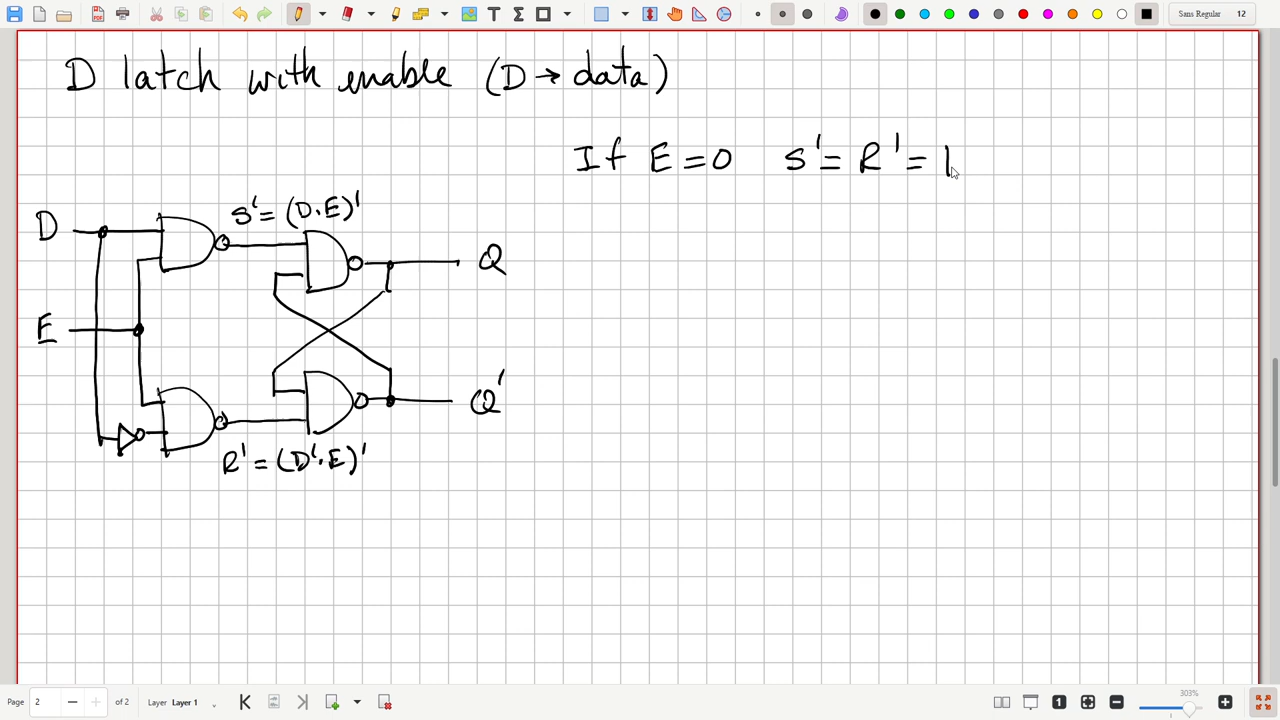 Sans Regular 12
D latch with enable (D → data)
If E = 0 S' = R' = 1
S' = (D·E)'
D
Q
E
Q'
R' = (D'·E)'
Page 2 of 2 Layer Layer 1 303%